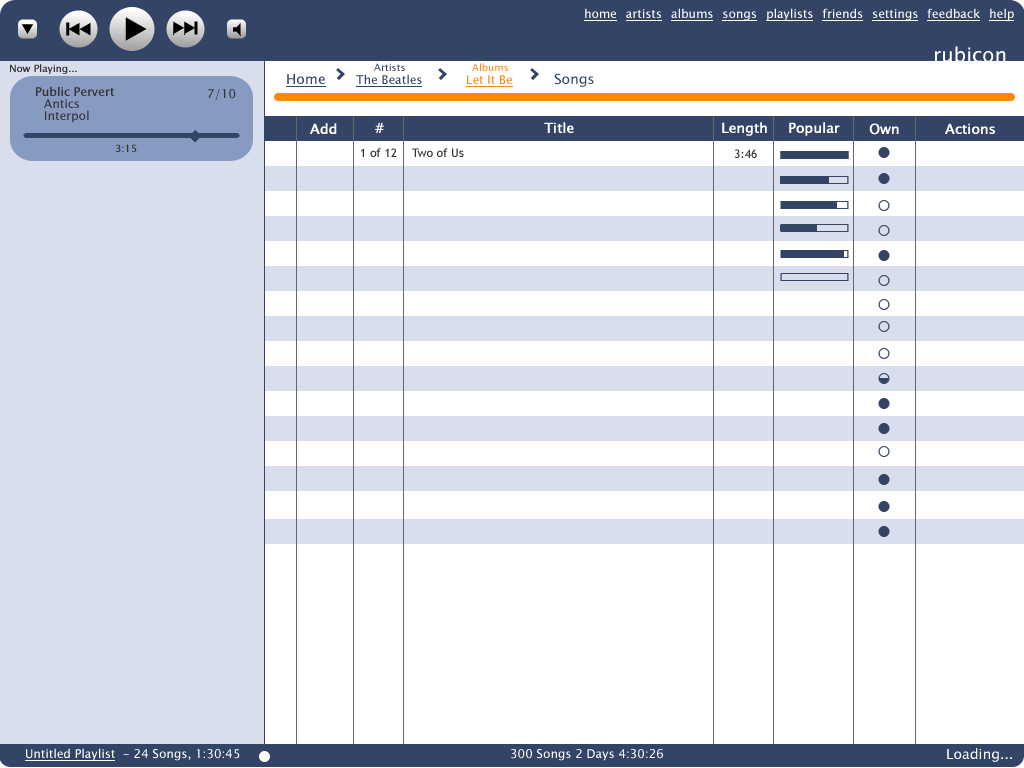 home artists albums songs playlists friends settings feedback help
rubicon
Now Playing...
Public Pervert 7/10
Antics
Interpol
3:15
Artists Albums
Home The Beatles Let It Be Songs
Add # Title Length Popular Own Actions
1 of 12 Two of Us 3:46
Untitled Playlist - 24 Songs, 1:30:45 300 Songs 2 Days 4:30:26 Loading...